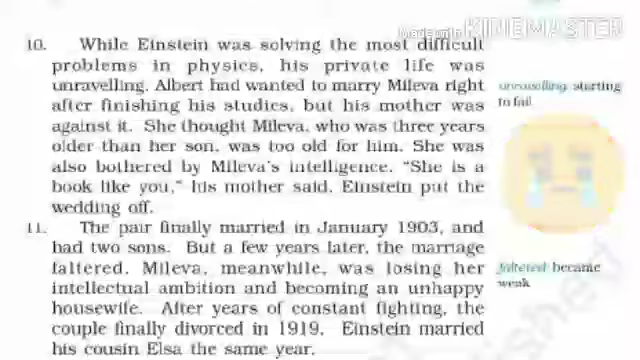 Made with KINEMASTER
10. While Einstein was solving the most difficult
problems in physics, his private life was
unravelling. Albert had wanted to marry Mileva right
after finishing his studies, but his mother was
against it. She thought Mileva, who was three years
older than her son, was too old for him. She was
also bothered by Mileva's intelligence. “She is a
book like you,” his mother said. Einstein put the
wedding off.
unravelling: starting
to fail
11. The pair finally married in January 1903, and
had two sons. But a few years later, the marriage
faltered. Mileva, meanwhile, was losing her
intellectual ambition and becoming an unhappy
housewife. After years of constant fighting, the
couple finally divorced in 1919. Einstein married
his cousin Elsa the same year.
faltered: became
weak